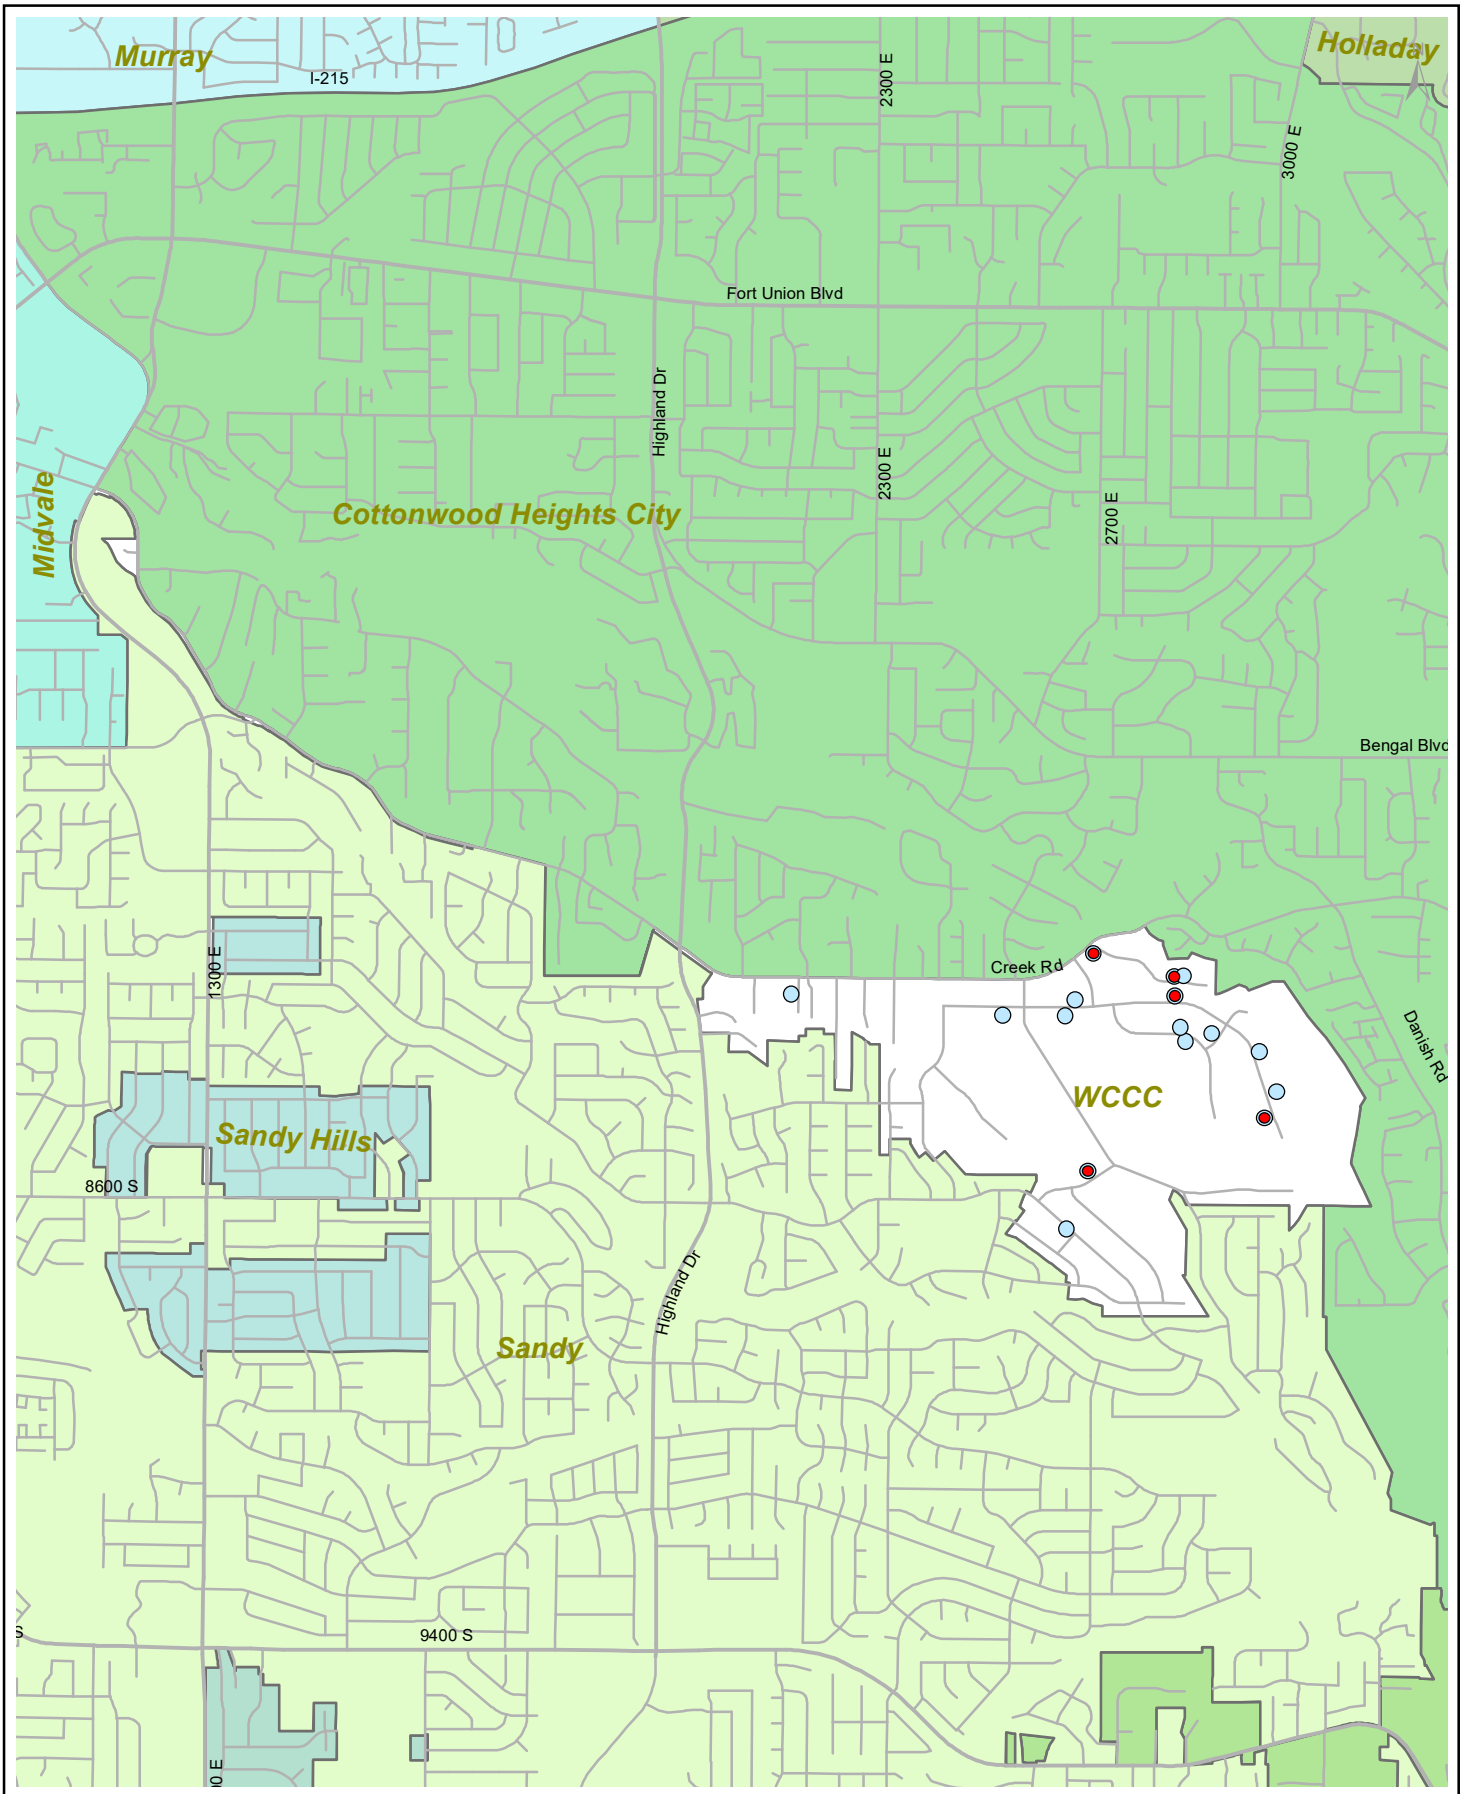 Murray
Holladay
I-215
2300 E
3000 E
Fort Union Blvd
Highland Dr
2300 E
Midvale
2700 E
Cottonwood Heights City
Bengal Blvd
1300 E
Creek Rd
Danish Rd
WCCC
Sandy Hills
8600 S
Highland Dr
Sandy
S
9400 S
00 E